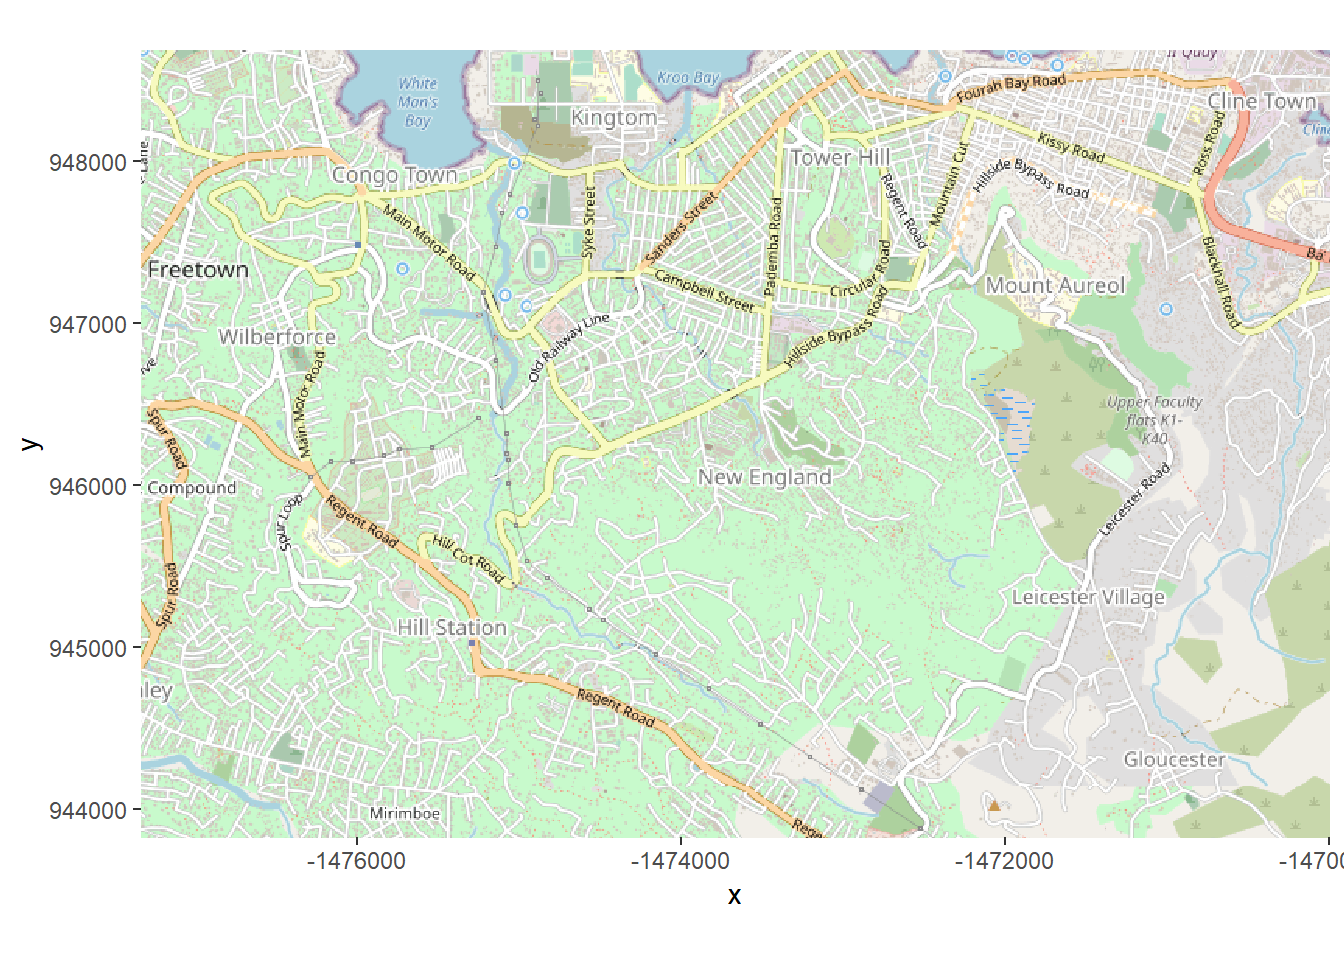 White
Man's
Bay
Kroo Bay
Quay
Fourah Bay Road
Cline Town
Kingtom
Kissy Road
Ross Road
Tower Hill
948000
Congo Town
Hillside Bypass Road
Mountain Cut
Regent Road
Main Motor Road
Syke Street
Sanders Street
Pademba Road
Blackhall Road
Ba'
Freetown
Campbell Street
Circular Road
Mount Aureol
947000
Wilberforce
Old Railway Line
Hillside Bypass Road
Main Motor Road
Upper Faculty
flats K1-
K40
y
Spur Road
946000
Compound
New England
Spur Loop
Regent Road
Hill Cot Road
Leicester Road
Leicester Village
Spur Road
Hill Station
945000
Regent Road
Gloucester
944000
Mirimboe
-1476000
-1474000
-1472000
x